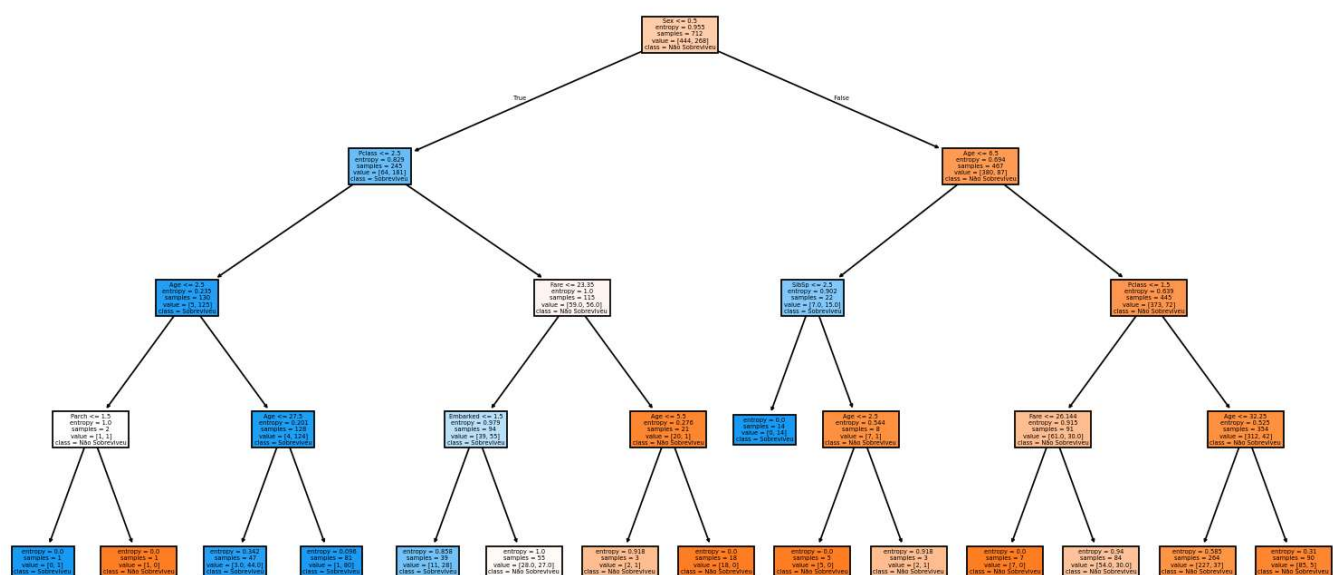 Sex <= 0.5
entropy = 0.955
samples = 712
value = [444, 268]
class = Não Sobreviveu
True
False
Pclass <= 2.5
entropy = 0.829
samples = 245
value = [64, 181]
class = Sobreviveu
Age <= 6.5
entropy = 0.694
samples = 467
value = [380, 87]
class = Não Sobreviveu
Age <= 2.5
entropy = 0.235
samples = 130
value = [5, 125]
class = Sobreviveu
Fare <= 23.35
entropy = 1.0
samples = 115
value = [59.0, 56.0]
class = Não Sobreviveu
SibSp <= 2.5
entropy = 0.902
samples = 22
value = [7.0, 15.0]
class = Sobreviveu
Pclass <= 1.5
entropy = 0.639
samples = 445
value = [373, 72]
class = Não Sobreviveu
Parch <= 1.5
entropy = 1.0
samples = 2
value = [1, 1]
class = Não Sobreviveu
Age <= 27.5
entropy = 0.201
samples = 128
value = [4, 124]
class = Sobreviveu
Embarked <= 1.5
entropy = 0.979
samples = 94
value = [39, 55]
class = Sobreviveu
Age <= 5.5
entropy = 0.276
samples = 21
value = [20, 1]
class = Não Sobreviveu
entropy = 0.0
samples = 14
value = [0, 14]
class = Sobreviveu
Age <= 2.5
entropy = 0.544
samples = 8
value = [7, 1]
class = Não Sobreviveu
Fare <= 26.144
entropy = 0.915
samples = 91
value = [61.0, 30.0]
class = Não Sobreviveu
Age <= 32.25
entropy = 0.525
samples = 354
value = [312, 42]
class = Não Sobreviveu
entropy = 0.0
samples = 1
value = [0, 1]
class = Sobreviveu
entropy = 0.0
samples = 1
value = [1, 0]
class = Não Sobreviveu
entropy = 0.342
samples = 47
value = [3.0, 44.0]
class = Sobreviveu
entropy = 0.096
samples = 81
value = [1, 80]
class = Sobreviveu
entropy = 0.858
samples = 39
value = [11, 28]
class = Sobreviveu
entropy = 1.0
samples = 55
value = [28.0, 27.0]
class = Não Sobreviveu
entropy = 0.918
samples = 3
value = [2, 1]
class = Não Sobreviveu
entropy = 0.0
samples = 18
value = [18, 0]
class = Não Sobreviveu
entropy = 0.0
samples = 5
value = [5, 0]
class = Não Sobreviveu
entropy = 0.918
samples = 3
value = [2, 1]
class = Não Sobreviveu
entropy = 0.0
samples = 7
value = [7, 0]
class = Não Sobreviveu
entropy = 0.94
samples = 84
value = [54.0, 30.0]
class = Não Sobreviveu
entropy = 0.585
samples = 264
value = [227, 37]
class = Não Sobreviveu
entropy = 0.31
samples = 90
value = [85, 5]
class = Não Sobreviveu